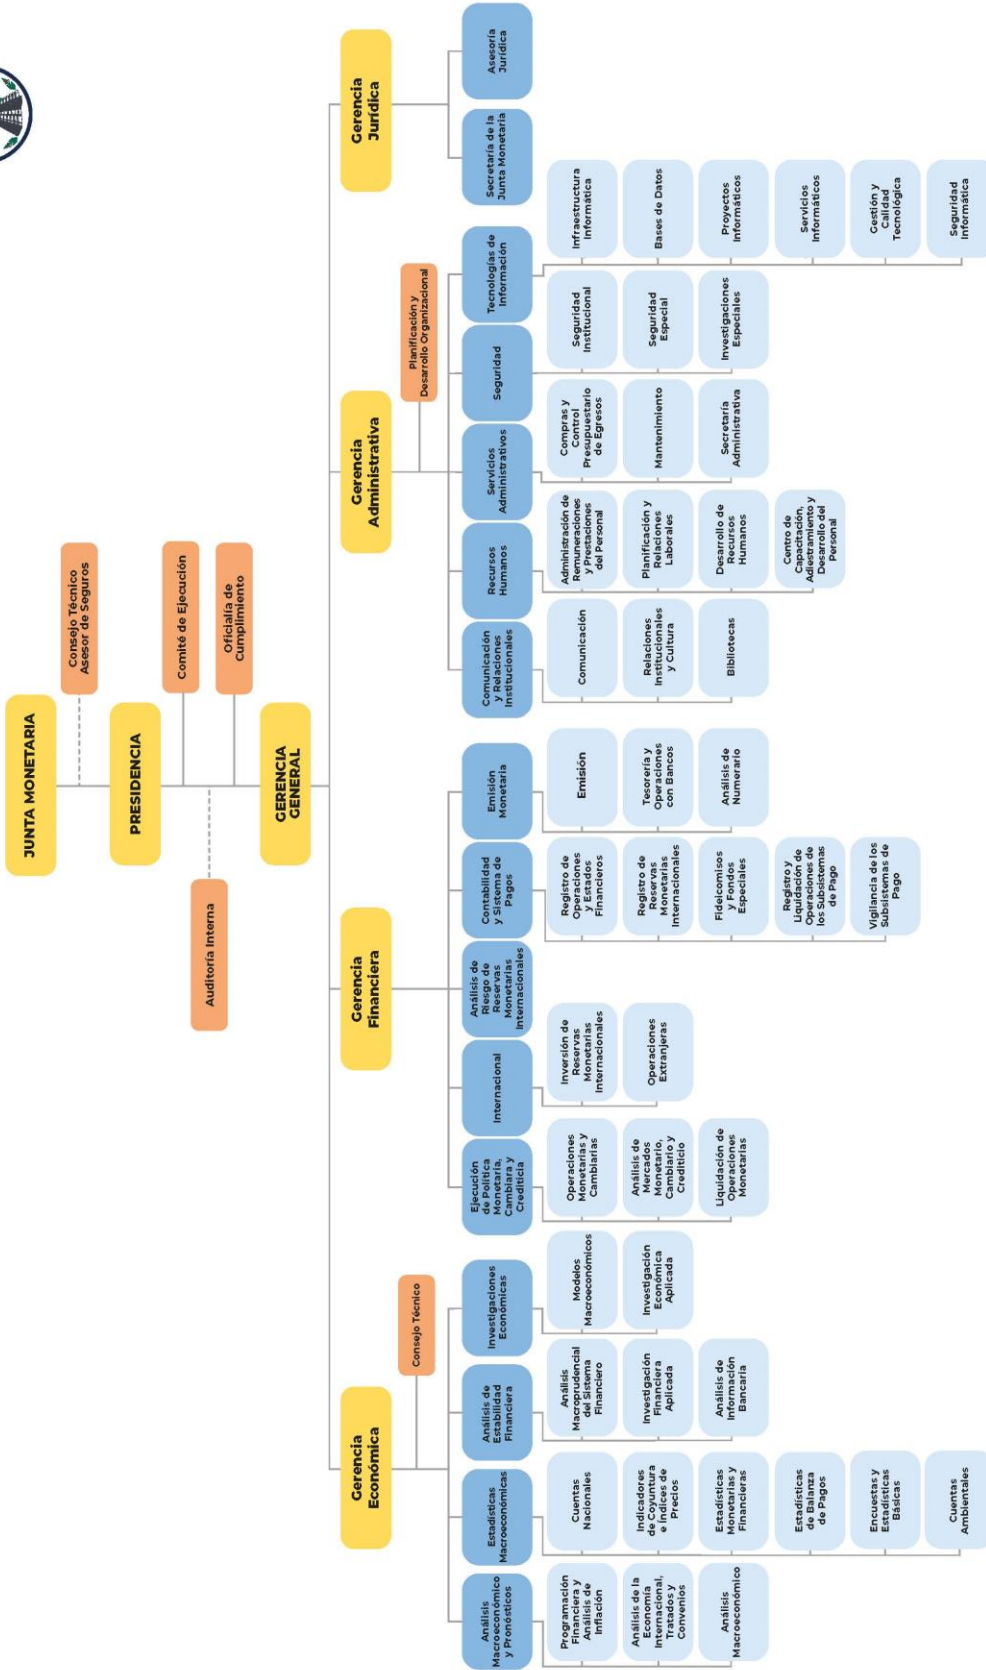 JUNTA MONETARIA
Consejo Técnico
Asesor de Seguros
PRESIDENCIA
Comité de Ejecución
Auditoría Interna
Oficialía de
Cumplimiento
GERENCIA
GENERAL
Gerencia
Económica
Gerencia
Financiera
Gerencia
Administrativa
Gerencia
Jurídica
Consejo Técnico
Planificación y
Desarrollo Organizacional
Análisis
Macroeconómico
y Pronósticos
Programación
Financiera y
Análisis de
Inflación
Análisis de la
Economía
Internacional,
Tratados y
Convenios
Análisis
Macroeconómico
Estadísticas
Macroeconómicas
Cuentas
Nacionales
Indicadores
de Coyuntura
e Índices de
Precios
Estadísticas
Monetarias y
Financieras
Estadísticas
de Balanza
de Pagos
Encuestas y
Estadísticas
Básicas
Cuentas
Ambientales
Análisis de
Estabilidad
Financiera
Análisis
Macroprudencial
del Sistema
Financiero
Investigación
Financiera
Aplicada
Análisis de
Información
Bancaria
Investigaciones
Económicas
Modelos
Macroeconómicos
Investigación
Económica
Aplicada
Ejecución
de Política
Monetaria,
Cambiara y
Crediticia
Operaciones
Monetarias y
Cambiarias
Análisis de
Mercados
Monetario,
Cambiario y
Crediticio
Liquidación de
Operaciones
Monetarias
Internacional
Inversión de
Reservas
Monetarias
Internacionales
Operaciones
Extranjeras
Análisis de
Riesgo de
Reservas
Monetarias
Internacionales
Contabilidad
y Sistema de
Pagos
Registro de
Operaciones
y Estados
Financieros
Registro de
Reservas
Monetarias
Internacionales
Fideicomisos
y Fondos
Especiales
Registro y
Liquidación de
Operaciones de
los Subsistemas
de Pago
Vigilancia de los
Subsistemas de
Pago
Emisión
Monetaria
Emisión
Tesorería y
Operaciones
con Bancos
Análisis de
Numerario
Comunicación
y Relaciones
Institucionales
Comunicación
Relaciones
Institucionales
y Cultura
Bibliotecas
Recursos
Humanos
Administración de
Remuneraciones
y Prestaciones
del Personal
Planificación y
Relaciones
Laborales
Desarrollo de
Recursos
Humanos
Centro de
Capacitación,
Adiestramiento y
Desarrollo del
Personal
Servicios
Administrativos
Compras y
Control
Presupuestario
de Egresos
Mantenimiento
Secretaría
Administrativa
Seguridad
Seguridad
Institucional
Seguridad
Especial
Investigaciones
Especiales
Tecnologías de
Información
Infraestructura
Informática
Bases de Datos
Proyectos
Informáticos
Servicios
Informáticos
Gestión y
Calidad
Tecnológica
Seguridad
Informática
Secretaría de la
Junta Monetaria
Asesoría
Jurídica